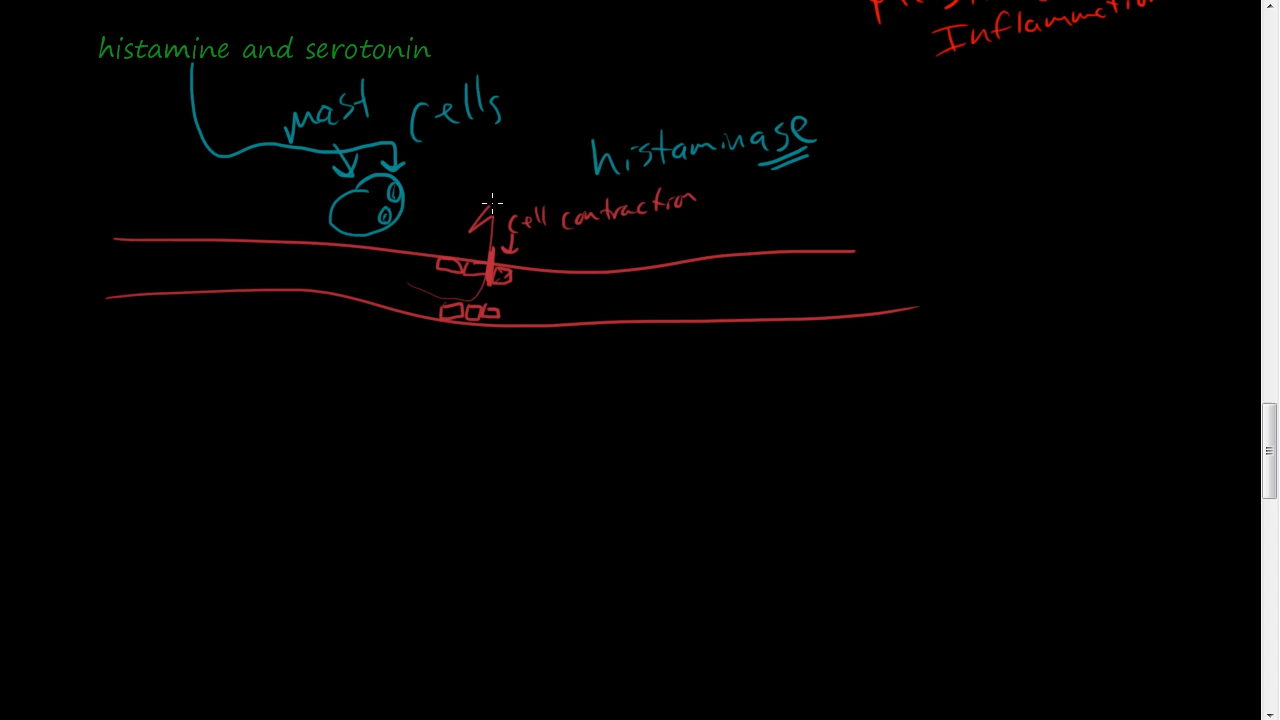 Inflammation
histamine and serotonin
mast cells
histaminase
cell contraction